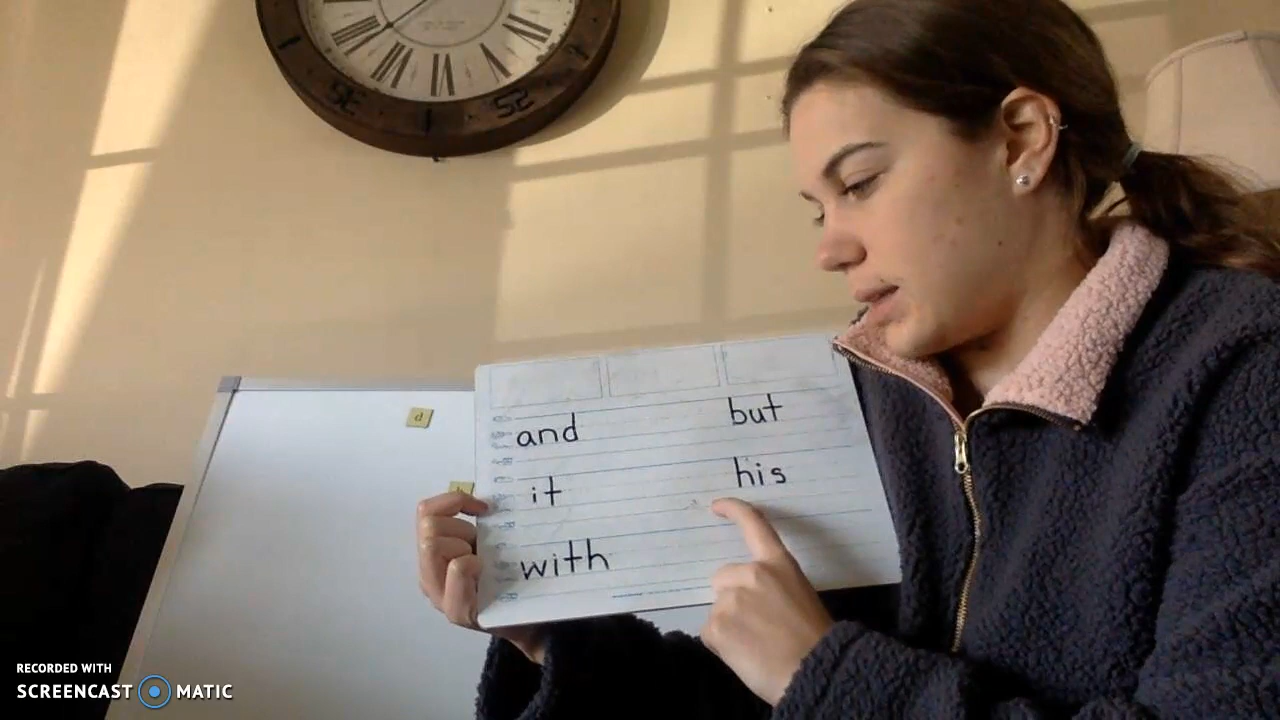 and but
it his
with
d
RECORDED WITH
SCREENCAST MATIC